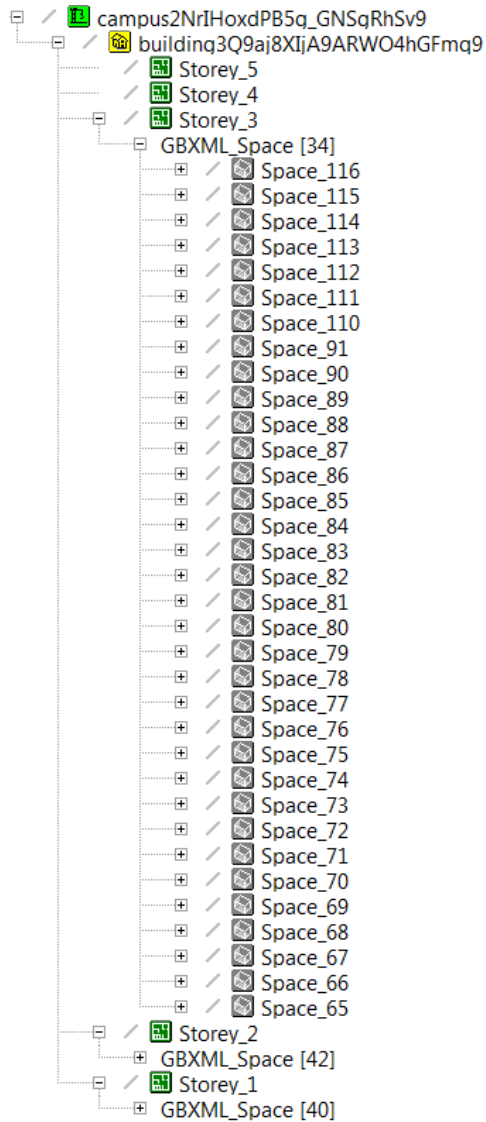 campus2NrIHoxdPB5g_GNSgRhSv9
building3Q9aj8XIjA9ARWO4hGFmq9
Storey_5
Storey_4
Storey_3
GBXML_Space [34]
Space_116
Space_115
Space_114
Space_113
Space_112
Space_111
Space_110
Space_91
Space_90
Space_89
Space_88
Space_87
Space_86
Space_85
Space_84
Space_83
Space_82
Space_81
Space_80
Space_79
Space_78
Space_77
Space_76
Space_75
Space_74
Space_73
Space_72
Space_71
Space_70
Space_69
Space_68
Space_67
Space_66
Space_65
Storey_2
GBXML_Space [42]
Storey_1
GBXML_Space [40]